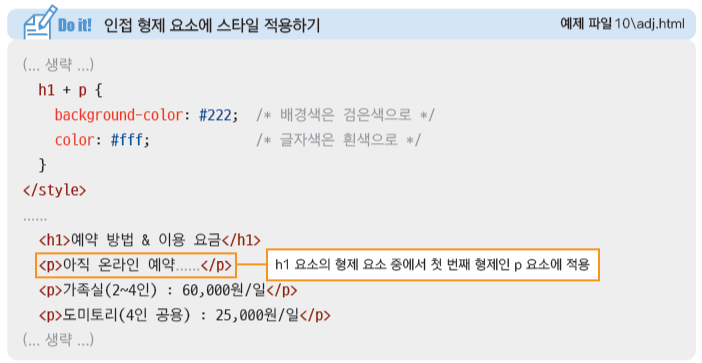 Do it! 인접 형제 요소에 스타일 적용하기 예제 파일 10\adj.html
(... 생략 ...)
h1 + p {
background-color: #222; /* 배경색은 검은색으로 */
color: #fff; /* 글자색은 흰색으로 */
}
</style>
......
<h1>예약 방법 & 이용 요금</h1>
<p>아직 온라인 예약......</p> h1 요소의 형제 요소 중에서 첫 번째 형제인 p 요소에 적용
<p>가족실(2~4인) : 60,000원/일</p>
<p>도미토리(4인 공용) : 25,000원/일</p>
(... 생략 ...)